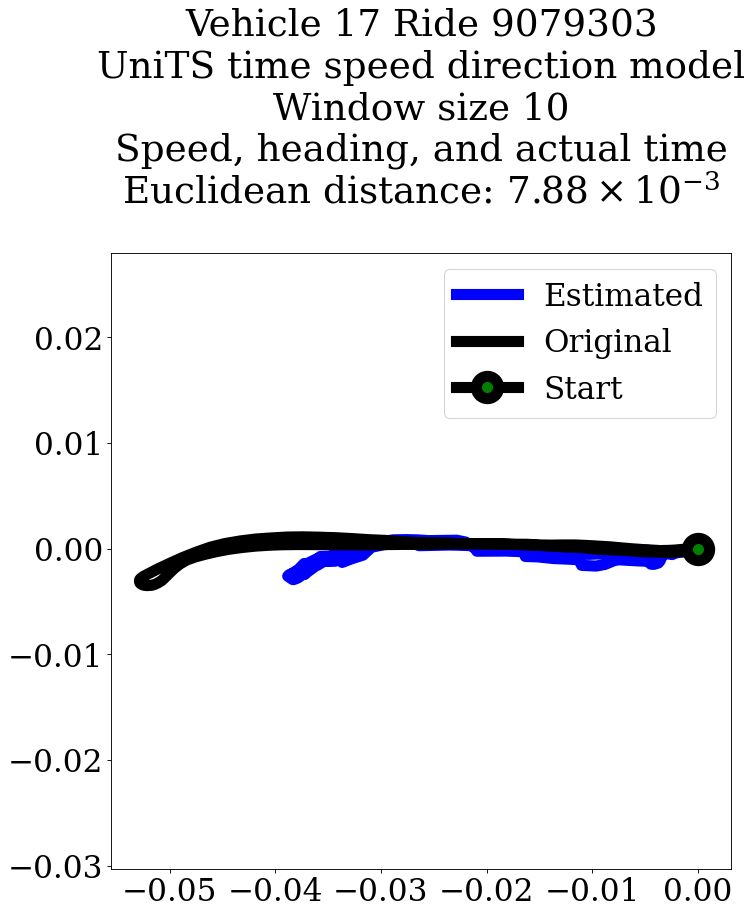 Vehicle 17 Ride 9079303
UniTS time speed direction model
Window size 10
Speed, heading, and actual time
Euclidean distance: 7.88 × 10⁻³
Estimated
Original
Start
0.02
0.01
0.00
−0.01
−0.02
−0.03
−0.05 −0.04 −0.03 −0.02 −0.01 0.00